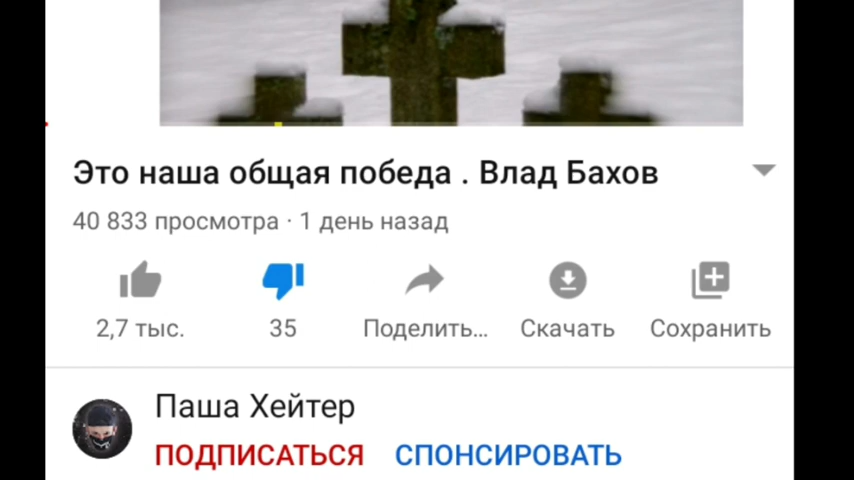 Это наша общая победа . Влад Бахов
40 833 просмотра · 1 день назад
2,7 тыс. 35 Поделить... Скачать Сохранить
Паша Хейтер
ПОДПИСАТЬСЯ СПОНСИРОВАТЬ